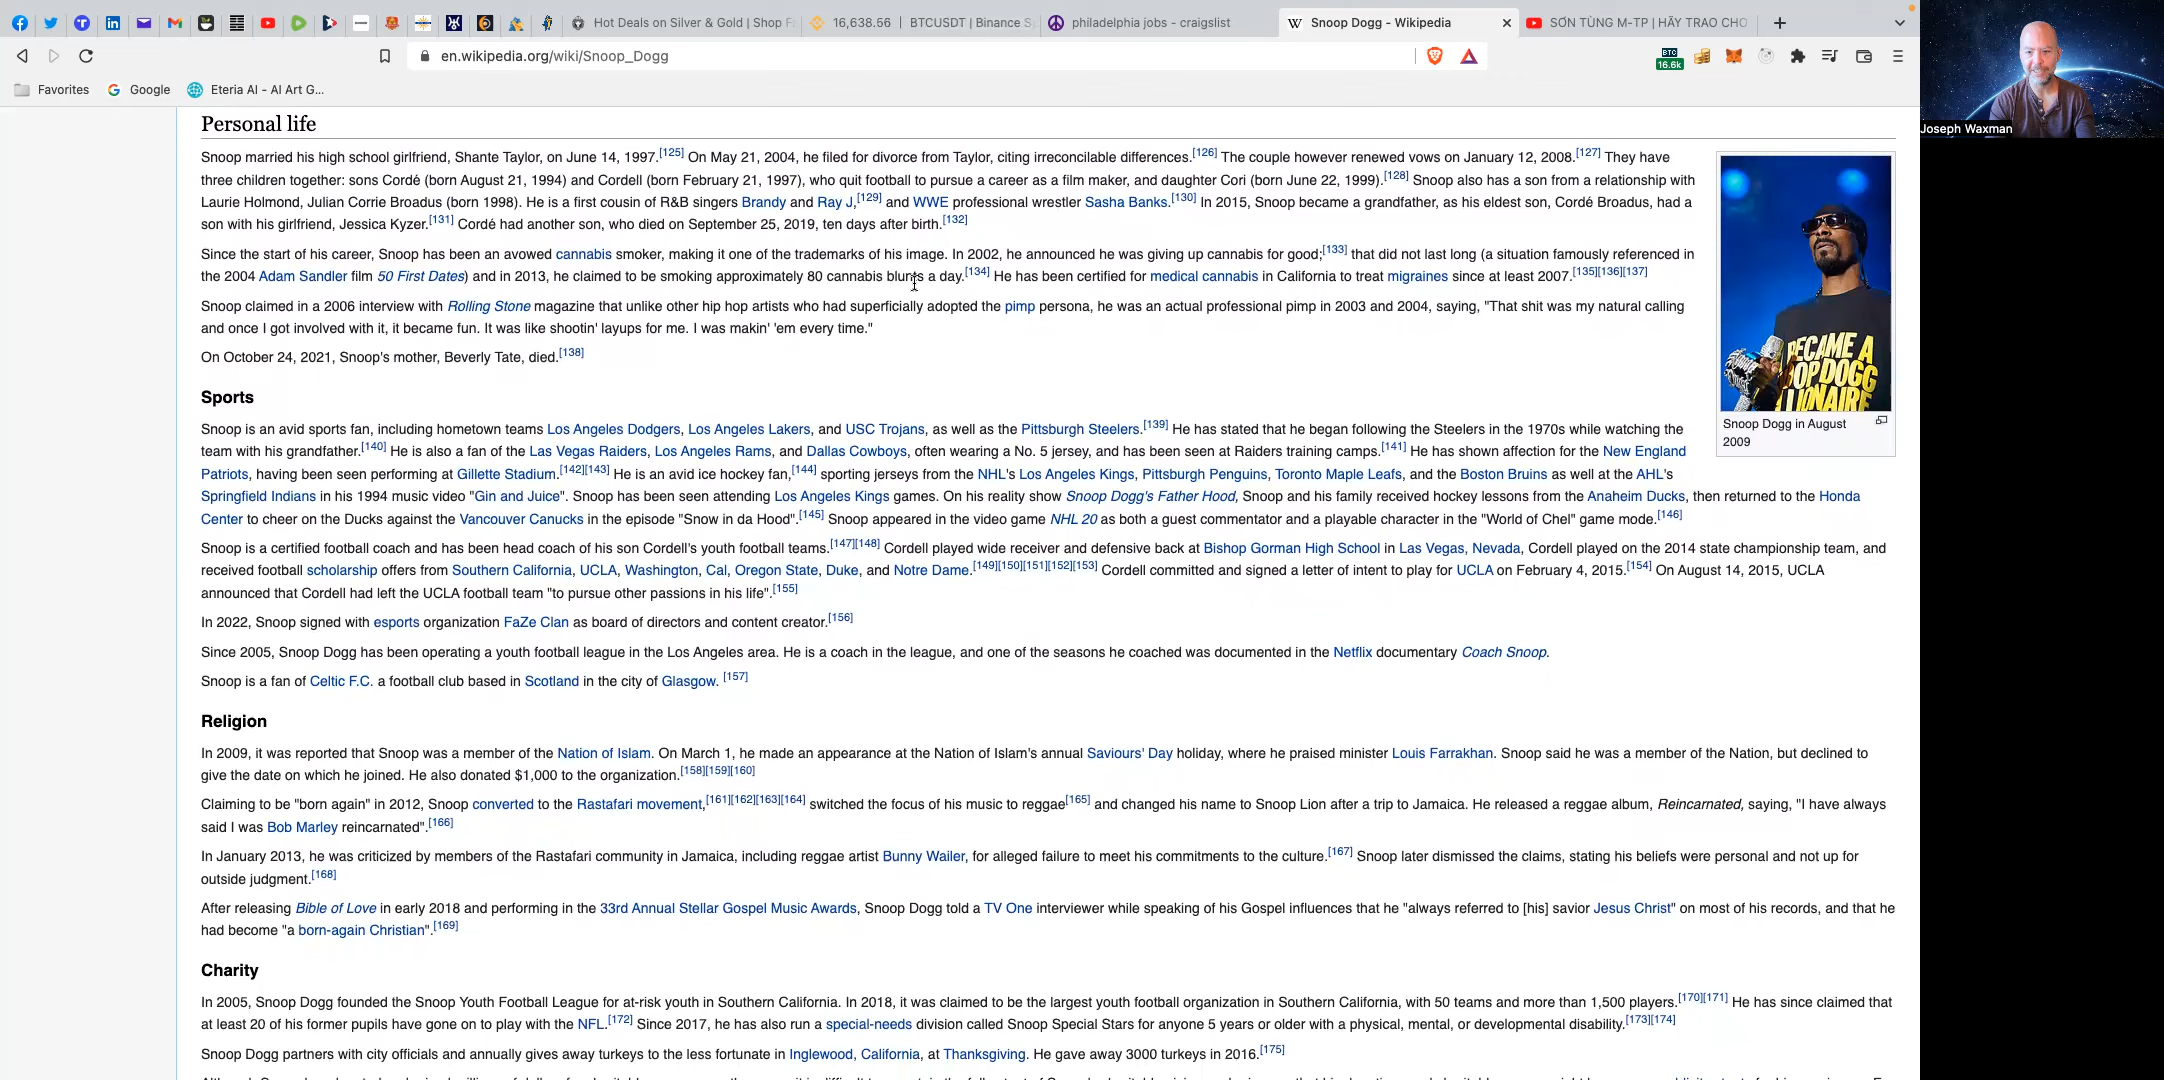 Hot Deals on Silver & Gold | Shop F
16,638.56 | BTCUSDT | Binance S
philadelphia jobs - craigslist
Snoop Dogg - Wikipedia
SƠN TÙNG M-TP | HÃY TRAO CHO
en.wikipedia.org/wiki/Snoop_Dogg
BTC
16.6k
Favorites
Google
Eteria AI - AI Art G...
Joseph Waxman
Personal life
Snoop married his high school girlfriend, Shante Taylor, on June 14, 1997.[125] On May 21, 2004, he filed for divorce from Taylor, citing irreconcilable differences.[126] The couple however renewed vows on January 12, 2008.[127] They have
three children together: sons Cordé (born August 21, 1994) and Cordell (born February 21, 1997), who quit football to pursue a career as a film maker, and daughter Cori (born June 22, 1999).[128] Snoop also has a son from a relationship with
Laurie Holmond, Julian Corrie Broadus (born 1998). He is a first cousin of R&B singers Brandy and Ray J,[129] and WWE professional wrestler Sasha Banks.[130] In 2015, Snoop became a grandfather, as his eldest son, Cordé Broadus, had a
son with his girlfriend, Jessica Kyzer.[131] Cordé had another son, who died on September 25, 2019, ten days after birth.[132]
Since the start of his career, Snoop has been an avowed cannabis smoker, making it one of the trademarks of his image. In 2002, he announced he was giving up cannabis for good;[133] that did not last long (a situation famously referenced in
the 2004 Adam Sandler film 50 First Dates) and in 2013, he claimed to be smoking approximately 80 cannabis blunts a day.[134] He has been certified for medical cannabis in California to treat migraines since at least 2007.[135][136][137]
Snoop claimed in a 2006 interview with Rolling Stone magazine that unlike other hip hop artists who had superficially adopted the pimp persona, he was an actual professional pimp in 2003 and 2004, saying, "That shit was my natural calling
and once I got involved with it, it became fun. It was like shootin' layups for me. I was makin' 'em every time."
On October 24, 2021, Snoop's mother, Beverly Tate, died.[138]
BECAME A
OPDOGG
LIONAIRE
Snoop Dogg in August
2009
Sports
Snoop is an avid sports fan, including hometown teams Los Angeles Dodgers, Los Angeles Lakers, and USC Trojans, as well as the Pittsburgh Steelers.[139] He has stated that he began following the Steelers in the 1970s while watching the
team with his grandfather.[140] He is also a fan of the Las Vegas Raiders, Los Angeles Rams, and Dallas Cowboys, often wearing a No. 5 jersey, and has been seen at Raiders training camps.[141] He has shown affection for the New England
Patriots, having been seen performing at Gillette Stadium.[142][143] He is an avid ice hockey fan,[144] sporting jerseys from the NHL's Los Angeles Kings, Pittsburgh Penguins, Toronto Maple Leafs, and the Boston Bruins as well at the AHL's
Springfield Indians in his 1994 music video "Gin and Juice". Snoop has been seen attending Los Angeles Kings games. On his reality show Snoop Dogg's Father Hood, Snoop and his family received hockey lessons from the Anaheim Ducks, then returned to the Honda
Center to cheer on the Ducks against the Vancouver Canucks in the episode "Snow in da Hood".[145] Snoop appeared in the video game NHL 20 as both a guest commentator and a playable character in the "World of Chel" game mode.[146]
Snoop is a certified football coach and has been head coach of his son Cordell's youth football teams.[147][148] Cordell played wide receiver and defensive back at Bishop Gorman High School in Las Vegas, Nevada, Cordell played on the 2014 state championship team, and
received football scholarship offers from Southern California, UCLA, Washington, Cal, Oregon State, Duke, and Notre Dame.[149][150][151][152][153] Cordell committed and signed a letter of intent to play for UCLA on February 4, 2015.[154] On August 14, 2015, UCLA
announced that Cordell had left the UCLA football team "to pursue other passions in his life".[155]
In 2022, Snoop signed with esports organization FaZe Clan as board of directors and content creator.[156]
Since 2005, Snoop Dogg has been operating a youth football league in the Los Angeles area. He is a coach in the league, and one of the seasons he coached was documented in the Netflix documentary Coach Snoop.
Snoop is a fan of Celtic F.C. a football club based in Scotland in the city of Glasgow. [157]
Religion
In 2009, it was reported that Snoop was a member of the Nation of Islam. On March 1, he made an appearance at the Nation of Islam's annual Saviours' Day holiday, where he praised minister Louis Farrakhan. Snoop said he was a member of the Nation, but declined to
give the date on which he joined. He also donated $1,000 to the organization.[158][159][160]
Claiming to be "born again" in 2012, Snoop converted to the Rastafari movement,[161][162][163][164] switched the focus of his music to reggae[165] and changed his name to Snoop Lion after a trip to Jamaica. He released a reggae album, Reincarnated, saying, "I have always
said I was Bob Marley reincarnated".[166]
In January 2013, he was criticized by members of the Rastafari community in Jamaica, including reggae artist Bunny Wailer, for alleged failure to meet his commitments to the culture.[167] Snoop later dismissed the claims, stating his beliefs were personal and not up for
outside judgment.[168]
After releasing Bible of Love in early 2018 and performing in the 33rd Annual Stellar Gospel Music Awards, Snoop Dogg told a TV One interviewer while speaking of his Gospel influences that he "always referred to [his] savior Jesus Christ" on most of his records, and that he
had become "a born-again Christian".[169]
Charity
In 2005, Snoop Dogg founded the Snoop Youth Football League for at-risk youth in Southern California. In 2018, it was claimed to be the largest youth football organization in Southern California, with 50 teams and more than 1,500 players.[170][171] He has since claimed that
at least 20 of his former pupils have gone on to play with the NFL.[172] Since 2017, he has also run a special-needs division called Snoop Special Stars for anyone 5 years or older with a physical, mental, or developmental disability.[173][174]
Snoop Dogg partners with city officials and annually gives away turkeys to the less fortunate in Inglewood, California, at Thanksgiving. He gave away 3000 turkeys in 2016.[175]